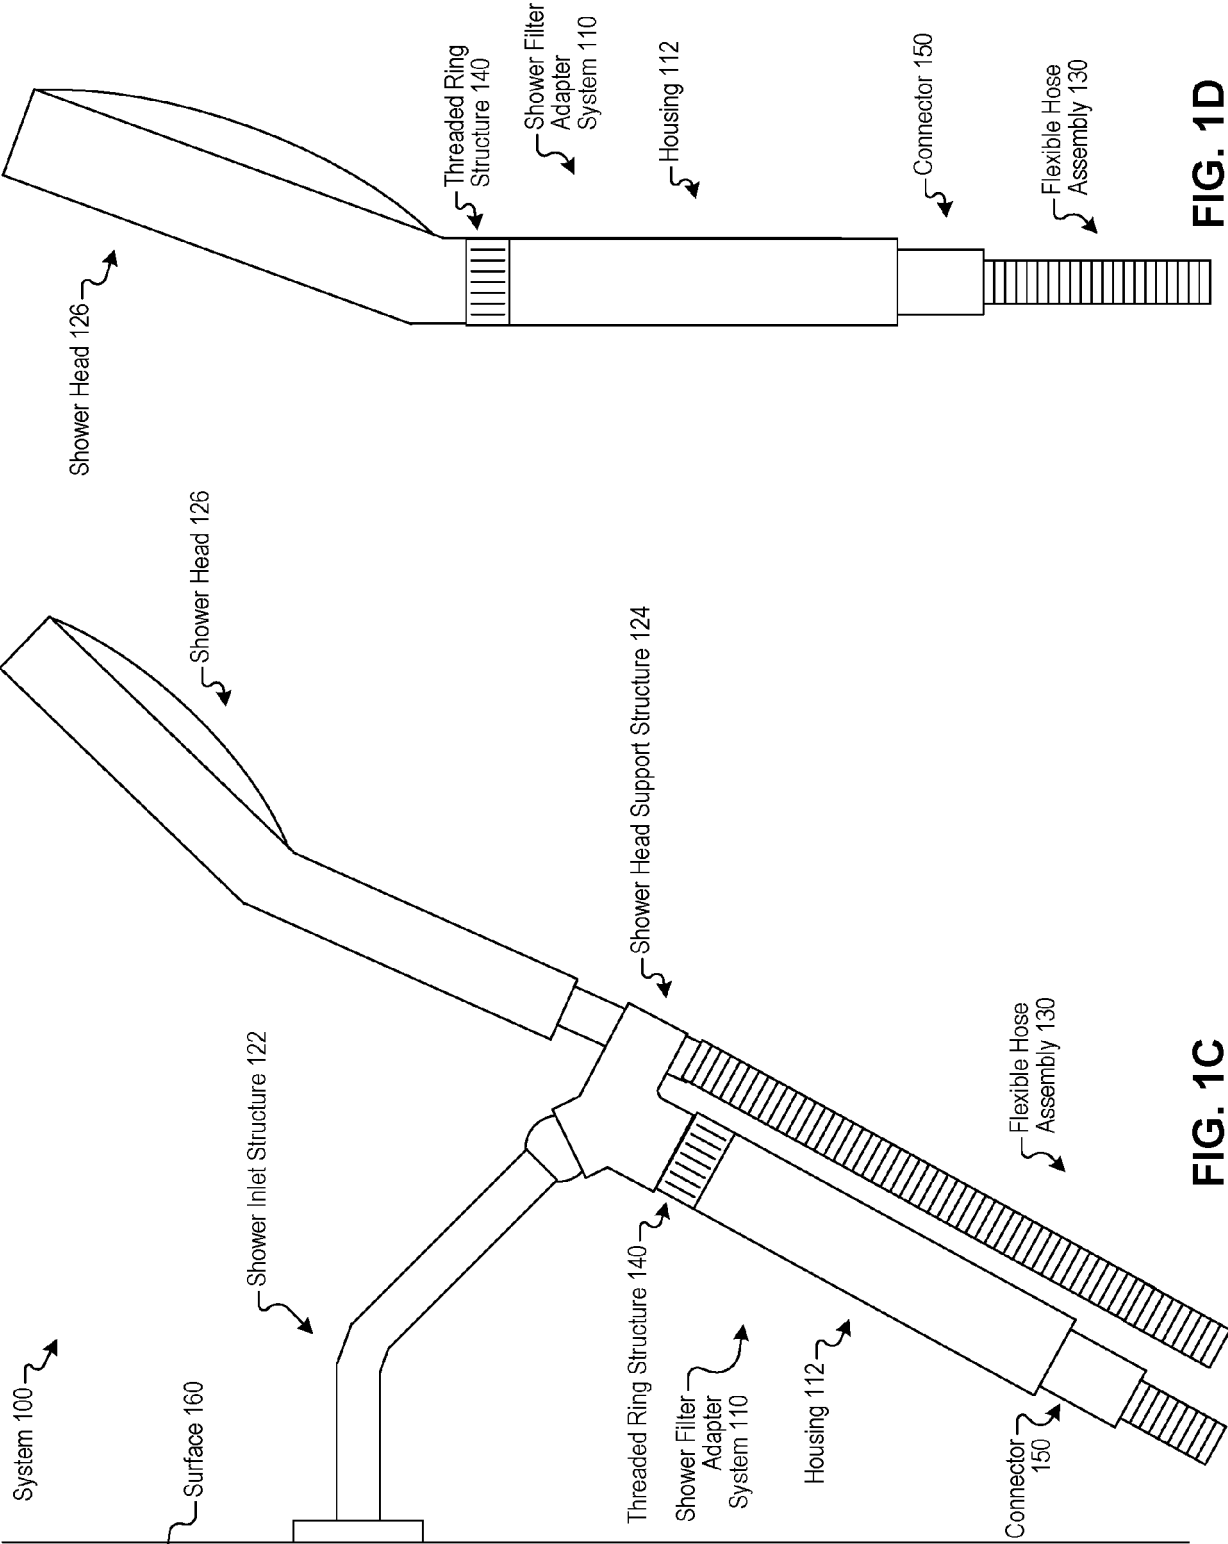 System 100
Surface 160
Shower Inlet Structure 122
Shower Head 126
Shower Head Support Structure 124
Threaded Ring Structure 140
Shower Filter
Adapter
System 110
Housing 112
Connector
150
Flexible Hose
Assembly 130
FIG. 1C
Shower Head 126
Threaded Ring
Structure 140
Shower Filter
Adapter
System 110
Housing 112
Connector 150
Flexible Hose
Assembly 130
FIG. 1D